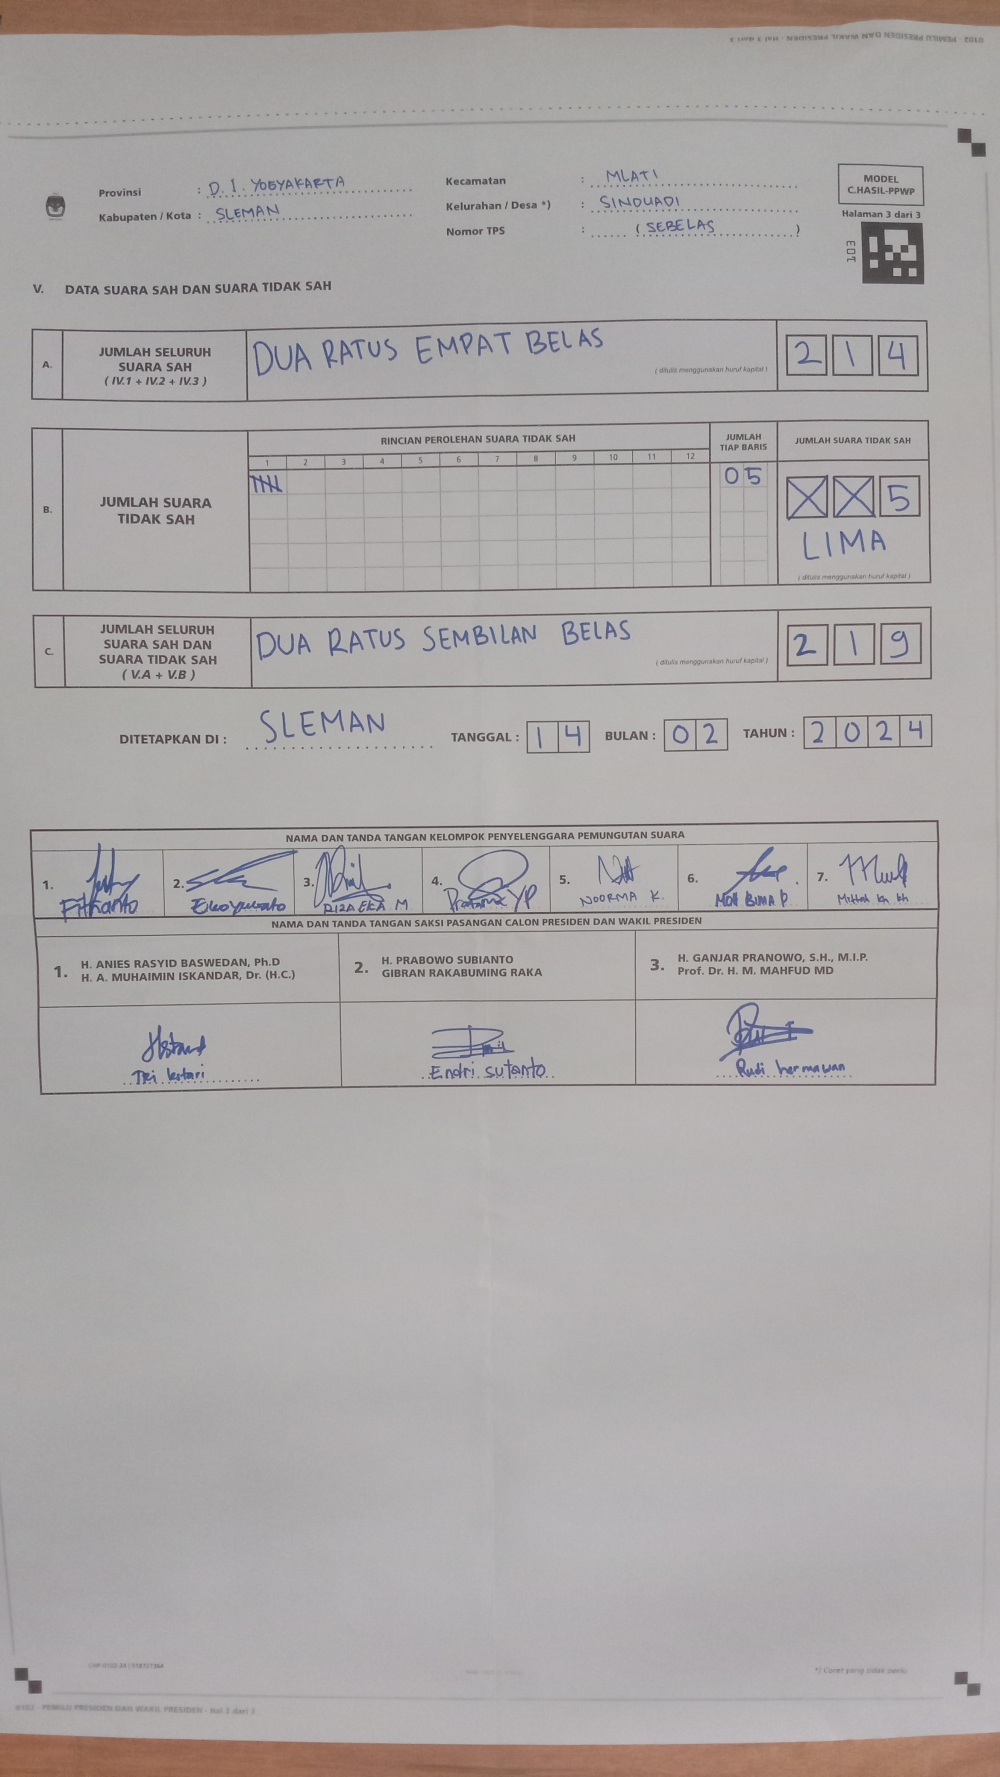 0102 - PEMILU PRESIDEN DAN WAKIL PRESIDEN - Hal 3 dari 3
Provinsi : D. I. YOGYAKARTA
Kabupaten / Kota : SLEMAN
Kecamatan : MLATI
Kelurahan / Desa *) : SINDUADI
Nomor TPS : ( SEBELAS )
MODEL
C.HASIL-PPWP
Halaman 3 dari 3
V. DATA SUARA SAH DAN SUARA TIDAK SAH
A.
JUMLAH SELURUH
SUARA SAH
( IV.1 + IV.2 + IV.3 )
DUA RATUS EMPAT BELAS
( ditulis menggunakan huruf kapital )
2 1 4
B.
JUMLAH SUARA
TIDAK SAH
RINCIAN PEROLEHAN SUARA TIDAK SAH
1 2 3 4 5 6 7 8 9 10 11 12
JUMLAH
TIAP BARIS
05
JUMLAH SUARA TIDAK SAH
X X 5
LIMA
( ditulis menggunakan huruf kapital )
C.
JUMLAH SELURUH
SUARA SAH DAN
SUARA TIDAK SAH
( V.A + V.B )
DUA RATUS SEMBILAN BELAS
( ditulis menggunakan huruf kapital )
2 1 9
DITETAPKAN DI : SLEMAN TANGGAL : 1 4 BULAN : 0 2 TAHUN : 2 0 2 4
NAMA DAN TANDA TANGAN KELOMPOK PENYELENGGARA PEMUNGUTAN SUARA
1. 2. 3. 4. 5. 6. 7.
RIZA EKA M NOORMA K.
NAMA DAN TANDA TANGAN SAKSI PASANGAN CALON PRESIDEN DAN WAKIL PRESIDEN
1. H. ANIES RASYID BASWEDAN, Ph.D
H. A. MUHAIMIN ISKANDAR, Dr. (H.C.)
2. H. PRABOWO SUBIANTO
GIBRAN RAKABUMING RAKA
3. H. GANJAR PRANOWO, S.H., M.I.P.
Prof. Dr. H. M. MAHFUD MD
Tri lestari
Endri sutanto
Rudi hermawan
*) Coret yang tidak perlu
0102 - PEMILU PRESIDEN DAN WAKIL PRESIDEN - Hal 3 dari 3